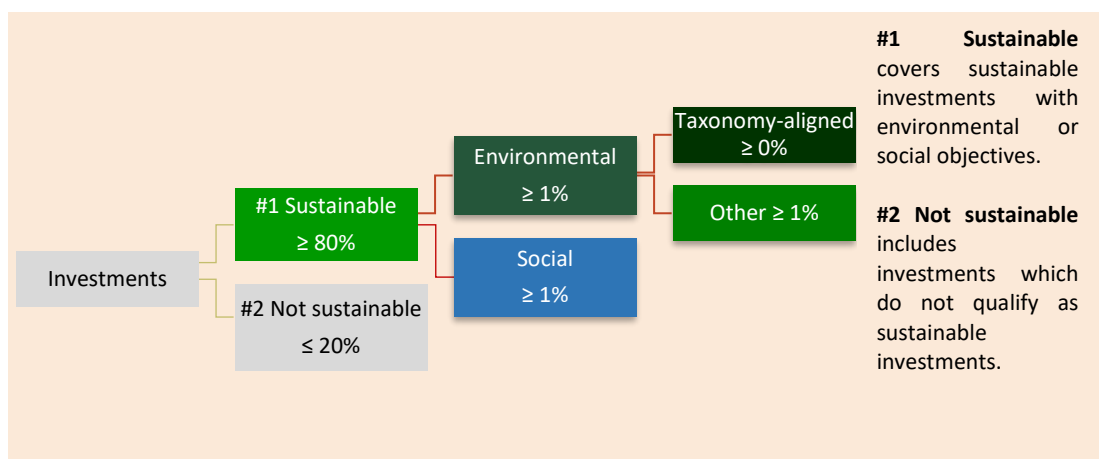 Investments
#1 Sustainable
≥ 80%
#2 Not sustainable
≤ 20%
Environmental
≥ 1%
Social
≥ 1%
Taxonomy-aligned
≥ 0%
Other ≥ 1%
#1 Sustainable
covers sustainable
investments with
environmental or
social objectives.
#2 Not sustainable
includes
investments which
do not qualify as
sustainable
investments.